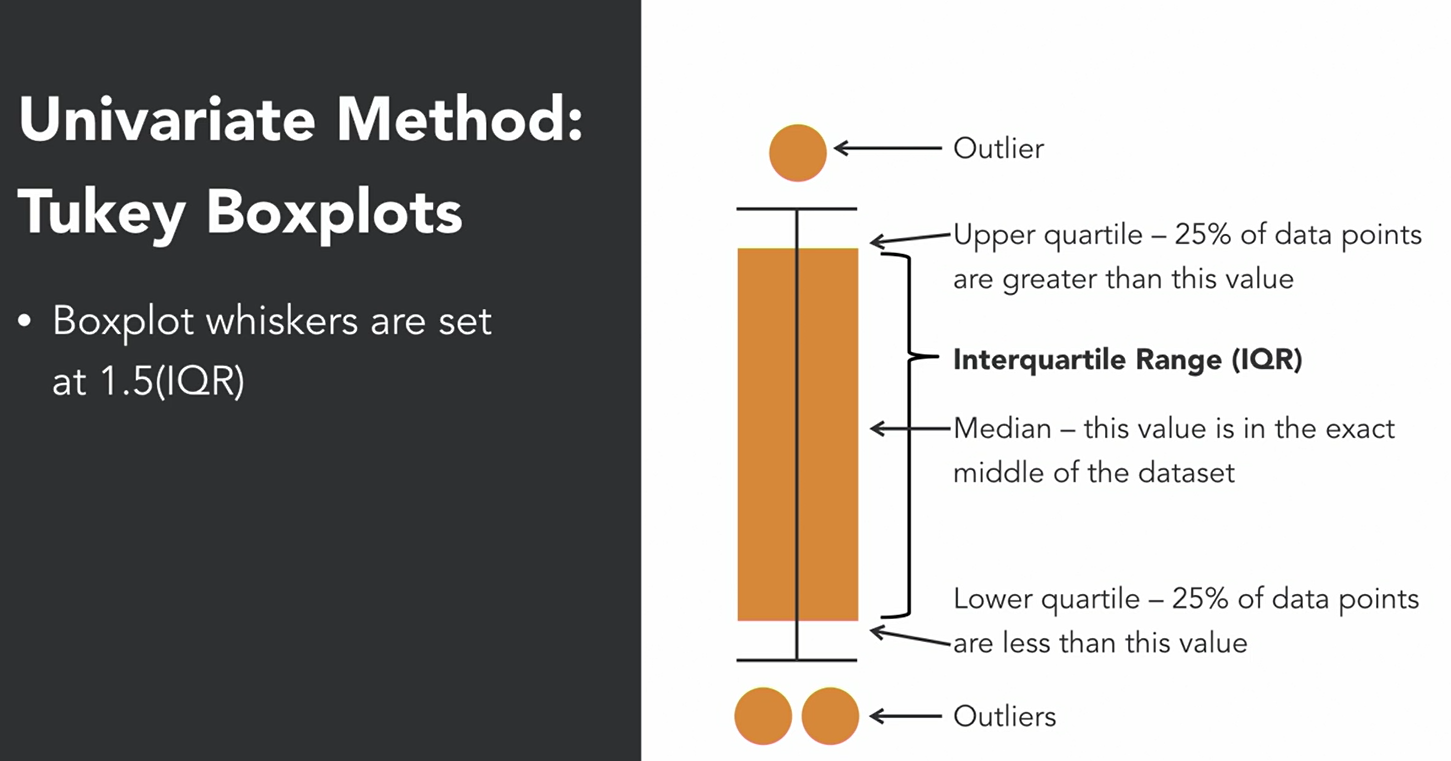 Univariate Method:
Tukey Boxplots
• Boxplot whiskers are set
at 1.5(IQR)
Outlier
Upper quartile – 25% of data points
are greater than this value
Interquartile Range (IQR)
Median – this value is in the exact
middle of the dataset
Lower quartile – 25% of data points
are less than this value
Outliers